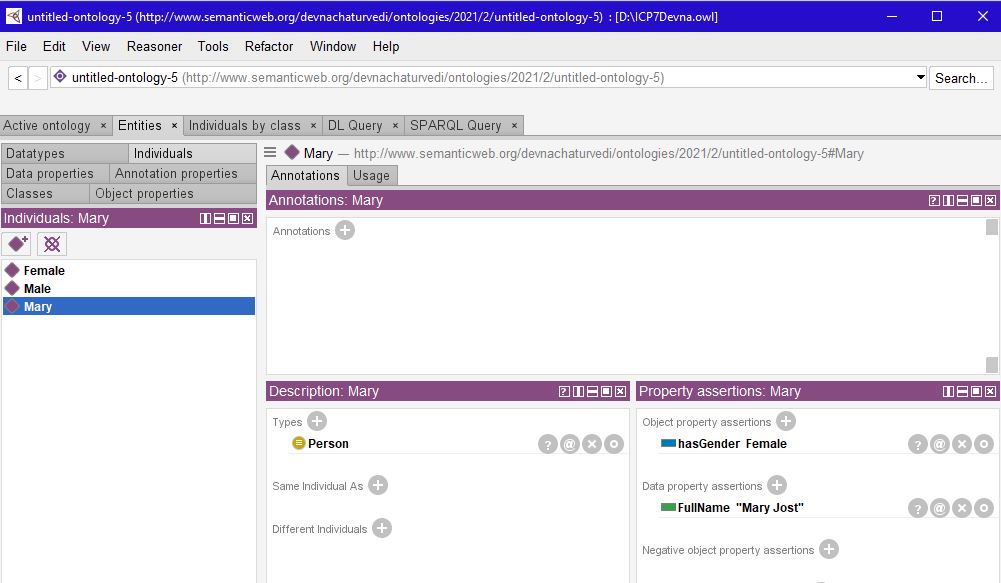 untitled-ontology-5 (http://www.semanticweb.org/devnachaturvedi/ontologies/2021/2/untitled-ontology-5) : [D:\ICP7Devna.owl]
File Edit View Reasoner Tools Refactor Window Help
< > untitled-ontology-5 (http://www.semanticweb.org/devnachaturvedi/ontologies/2021/2/untitled-ontology-5) Search...
Active ontology × Entities × Individuals by class × DL Query × SPARQL Query ×
Datatypes Individuals
Data properties Annotation properties
Classes Object properties
Individuals: Mary
Female
Male
Mary
Mary — http://www.semanticweb.org/devnachaturvedi/ontologies/2021/2/untitled-ontology-5#Mary
Annotations Usage
Annotations: Mary
Annotations
Description: Mary
Types
Person
Same Individual As
Different Individuals
Property assertions: Mary
Object property assertions
hasGender Female
Data property assertions
FullName "Mary Jost"
Negative object property assertions